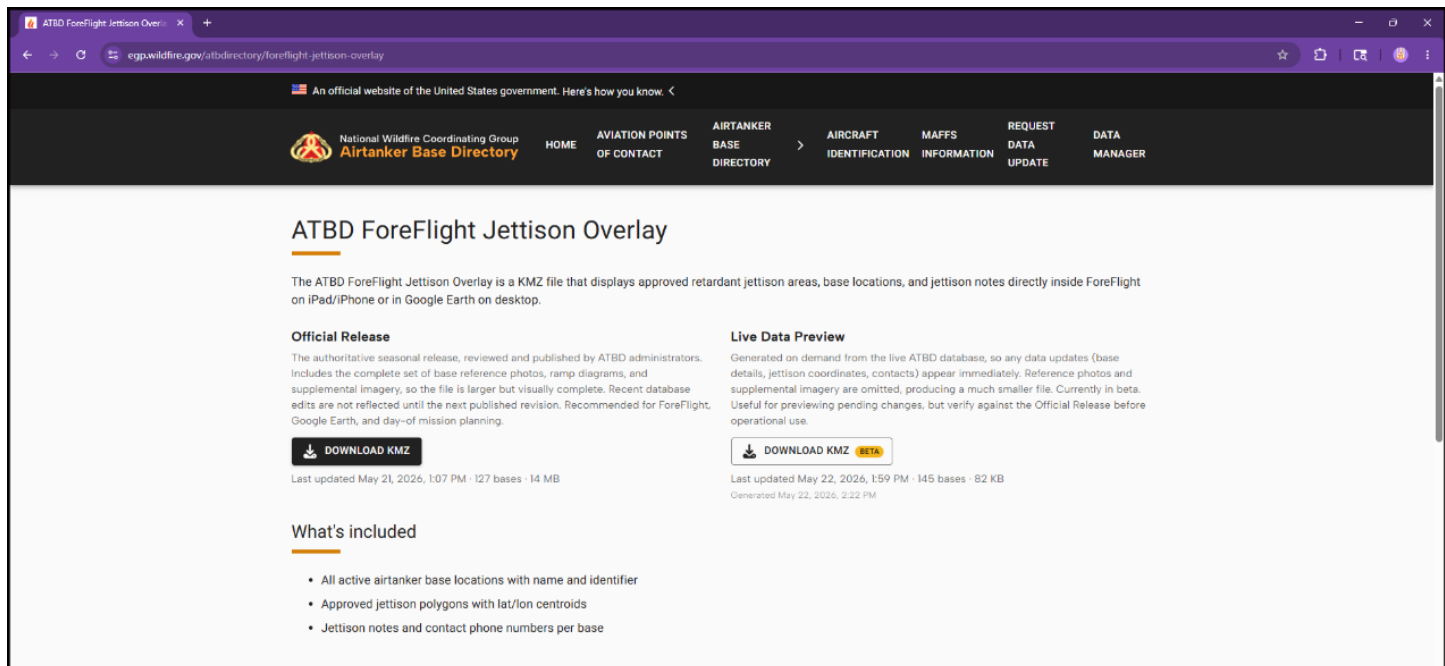 ATBD ForeFlight Jettison Overla
egp.wildfire.gov/atbdirectory/foreflight-jettison-overlay
An official website of the United States government. Here's how you know.
National Wildfire Coordinating Group
Airtanker Base Directory
HOME
AVIATION POINTS
OF CONTACT
AIRTANKER
BASE
DIRECTORY
AIRCRAFT
IDENTIFICATION
MAFFS
INFORMATION
REQUEST
DATA
UPDATE
DATA
MANAGER
ATBD ForeFlight Jettison Overlay
The ATBD ForeFlight Jettison Overlay is a KMZ file that displays approved retardant jettison areas, base locations, and jettison notes directly inside ForeFlight
on iPad/iPhone or in Google Earth on desktop.
Official Release
The authoritative seasonal release, reviewed and published by ATBD administrators.
Includes the complete set of base reference photos, ramp diagrams, and
supplemental imagery, so the file is larger but visually complete. Recent database
edits are not reflected until the next published revision. Recommended for ForeFlight,
Google Earth, and day-of mission planning.
DOWNLOAD KMZ
Last updated May 21, 2026, 1:07 PM · 127 bases · 14 MB
Live Data Preview
Generated on demand from the live ATBD database, so any data updates (base
details, jettison coordinates, contacts) appear immediately. Reference photos and
supplemental imagery are omitted, producing a much smaller file. Currently in beta.
Useful for previewing pending changes, but verify against the Official Release before
operational use.
DOWNLOAD KMZ BETA
Last updated May 22, 2026, 1:59 PM · 145 bases · 82 KB
Generated May 22, 2026, 2:22 PM
What's included
• All active airtanker base locations with name and identifier
• Approved jettison polygons with lat/lon centroids
• Jettison notes and contact phone numbers per base